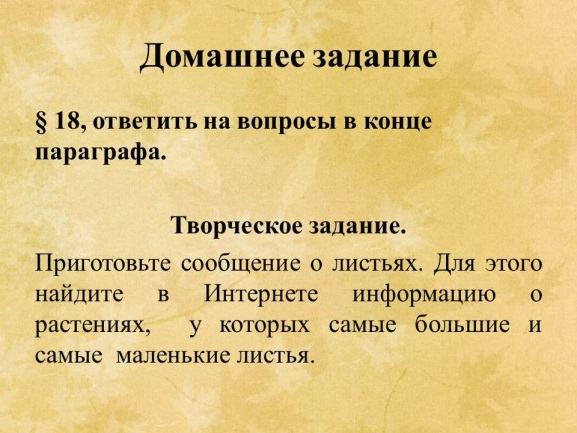 Домашнее задание
§ 18, ответить на вопросы в конце
параграфа.
Творческое задание.
Приготовьте сообщение о листьях. Для этого
найдите в Интернете информацию о
растениях, у которых самые большие и
самые маленькие листья.